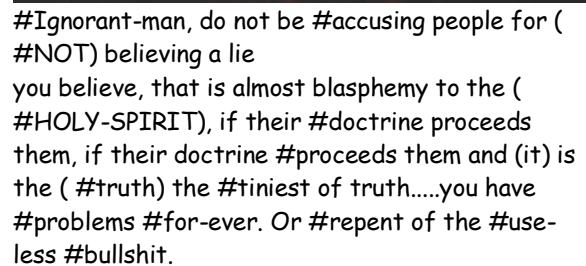 #Ignorant-man, do not be #accusing people for (
#NOT) believing a lie
you believe, that is almost blasphemy to the (
#HOLY-SPIRIT), if their #doctrine proceeds
them, if their doctrine #proceeds them and (it) is
the ( #truth) the #tiniest of truth.....you have
#problems #for-ever. Or #repent of the #use-
less #bullshit.